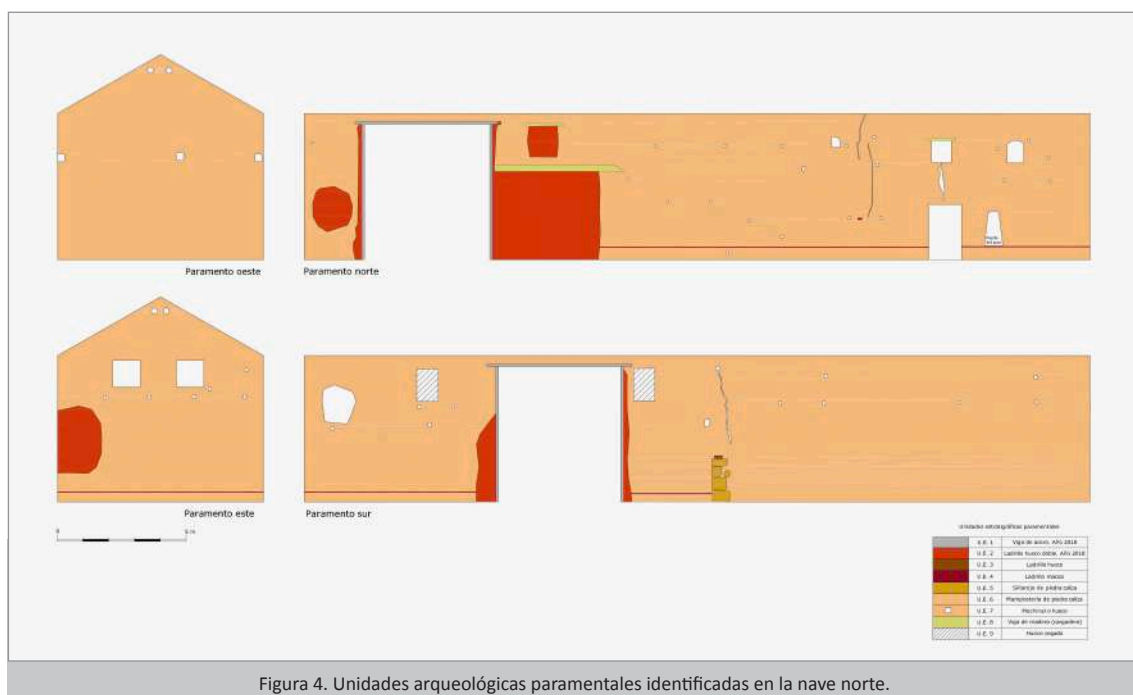 Paramento oeste
Paramento norte
Paramento este
Paramento sur
0
5 m
Unidades estratigráficas paramentales
U.E. 1 Viga de acero. AÑO 2018
U.E. 2 Ladrillo hueco doble. AÑO 2018
U.E. 3 Ladrillo hueco
U.E. 4 Ladrillo macizo
U.E. 5 Sillarejo de piedra caliza
U.E. 6 Mampostería de piedra caliza
U.E. 7 Mechinal o hueco
U.E. 8 Viga de madera (cargadero)
U.E. 9 Hueco cegado
Figura 4. Unidades arqueológicas paramentales identificadas en la nave norte.